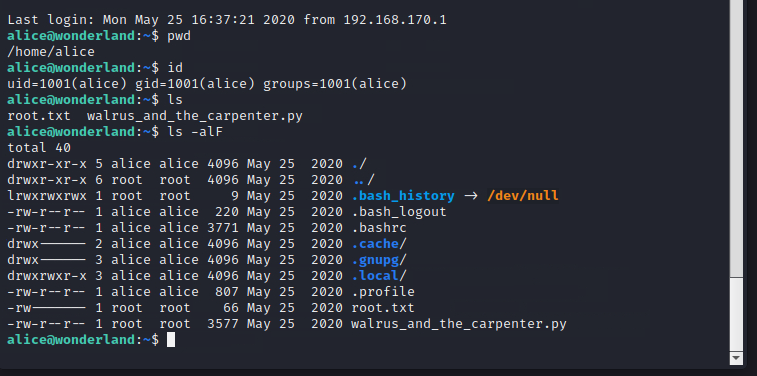 Last login: Mon May 25 16:37:21 2020 from 192.168.170.1
alice@wonderland:~$ pwd
/home/alice
alice@wonderland:~$ id
uid=1001(alice) gid=1001(alice) groups=1001(alice)
alice@wonderland:~$ ls
root.txt  walrus_and_the_carpenter.py
alice@wonderland:~$ ls -alF
total 40
drwxr-xr-x 5 alice alice 4096 May 25  2020 ./
drwxr-xr-x 6 root  root  4096 May 25  2020 ../
lrwxrwxrwx 1 root  root     9 May 25  2020 .bash_history -> /dev/null
-rw-r--r-- 1 alice alice  220 May 25  2020 .bash_logout
-rw-r--r-- 1 alice alice 3771 May 25  2020 .bashrc
drwx------ 2 alice alice 4096 May 25  2020 .cache/
drwx------ 3 alice alice 4096 May 25  2020 .gnupg/
drwxrwxr-x 3 alice alice 4096 May 25  2020 .local/
-rw-r--r-- 1 alice alice  807 May 25  2020 .profile
-rw------- 1 root  root    66 May 25  2020 root.txt
-rw-r--r-- 1 root  root  3577 May 25  2020 walrus_and_the_carpenter.py
alice@wonderland:~$